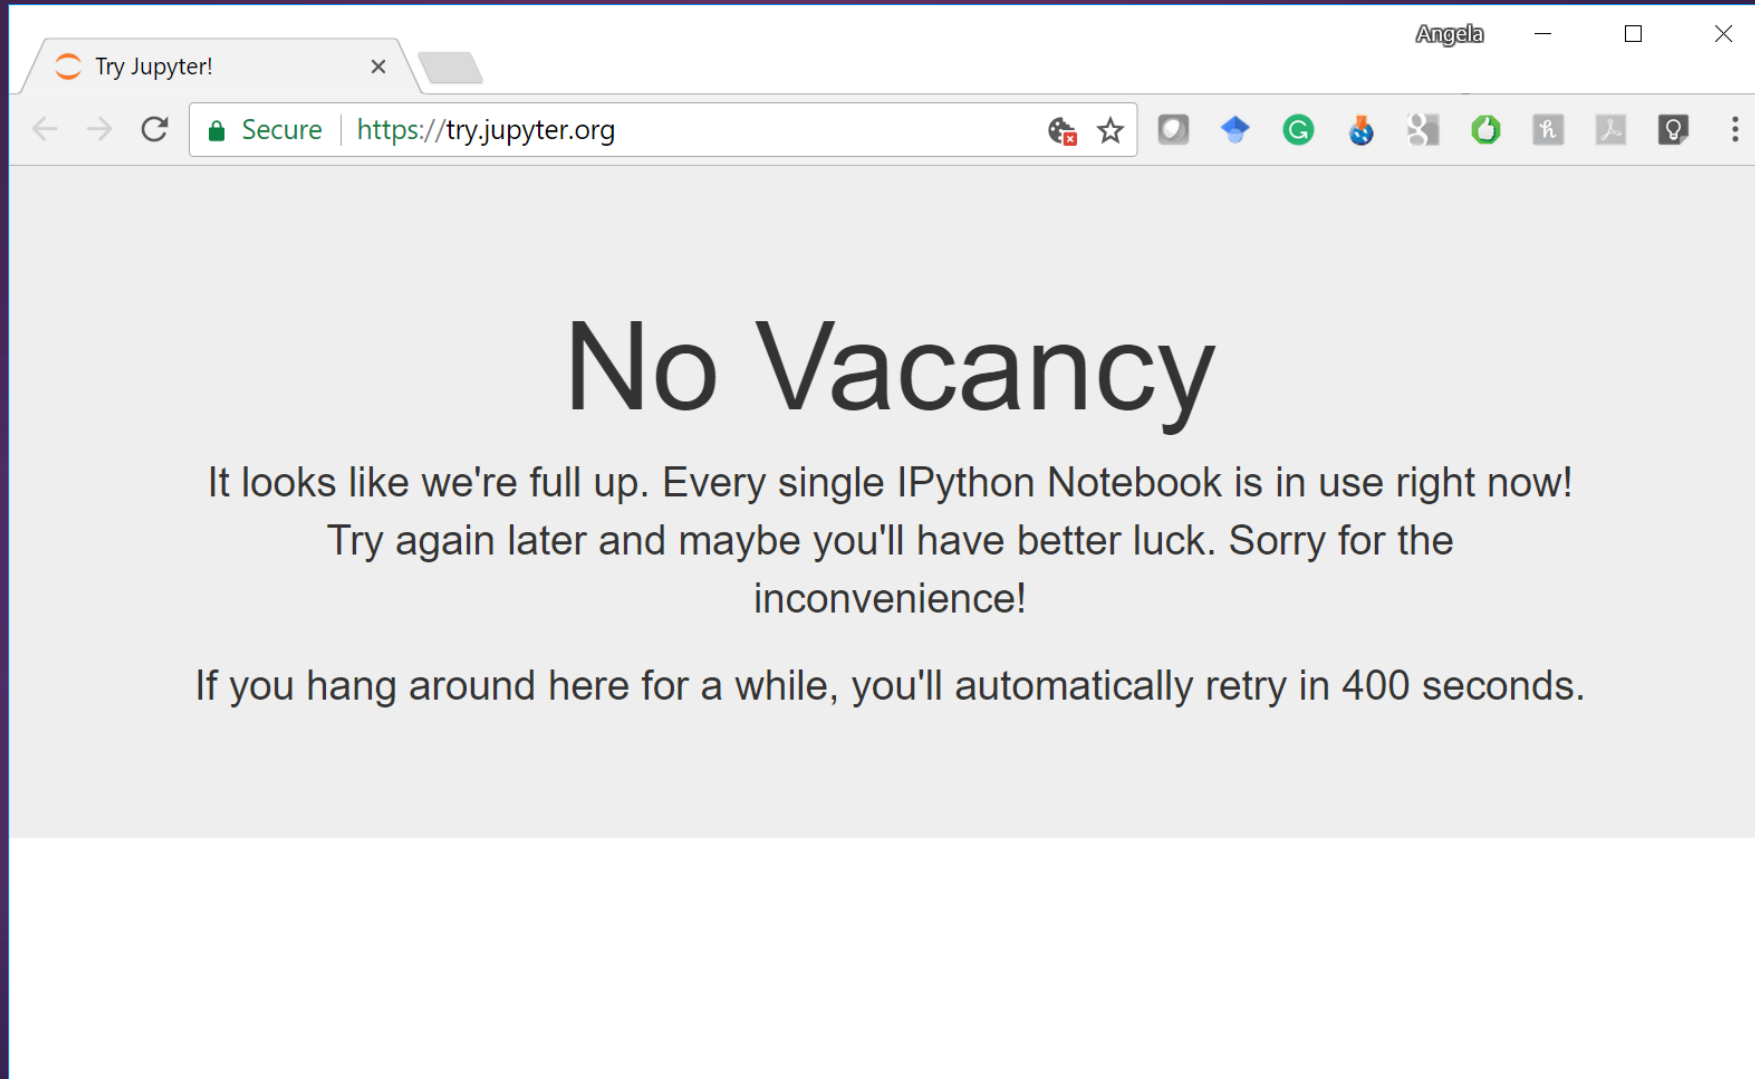 Angela
Try Jupyter!
Secure https://try.jupyter.org
No Vacancy
It looks like we're full up. Every single IPython Notebook is in use right now!
Try again later and maybe you'll have better luck. Sorry for the
inconvenience!
If you hang around here for a while, you'll automatically retry in 400 seconds.